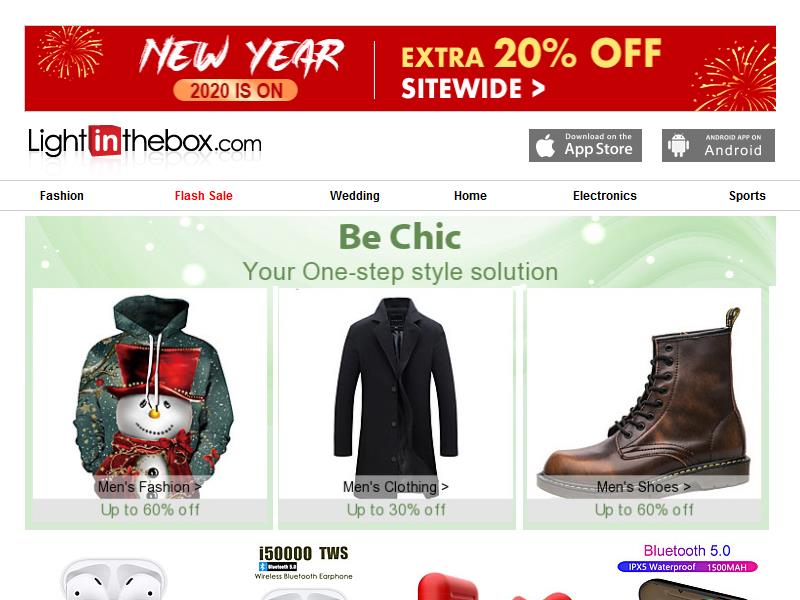 NEW YEAR
2020 IS ON
EXTRA 20% OFF
SITEWIDE >
Lightinthebox.com
Download on the
App Store
ANDROID APP ON
Android
Fashion Flash Sale Wedding Home Electronics Sports
Be Chic
Your One-step style solution
Men's Fashion > Men's Clothing > Men's Shoes >
Up to 60% off Up to 30% off Up to 60% off
i50000 TWS
Bluetooth 5.0
Wireless Bluetooth Earphone
Bluetooth 5.0
IPX5 Waterproof 1500MAH